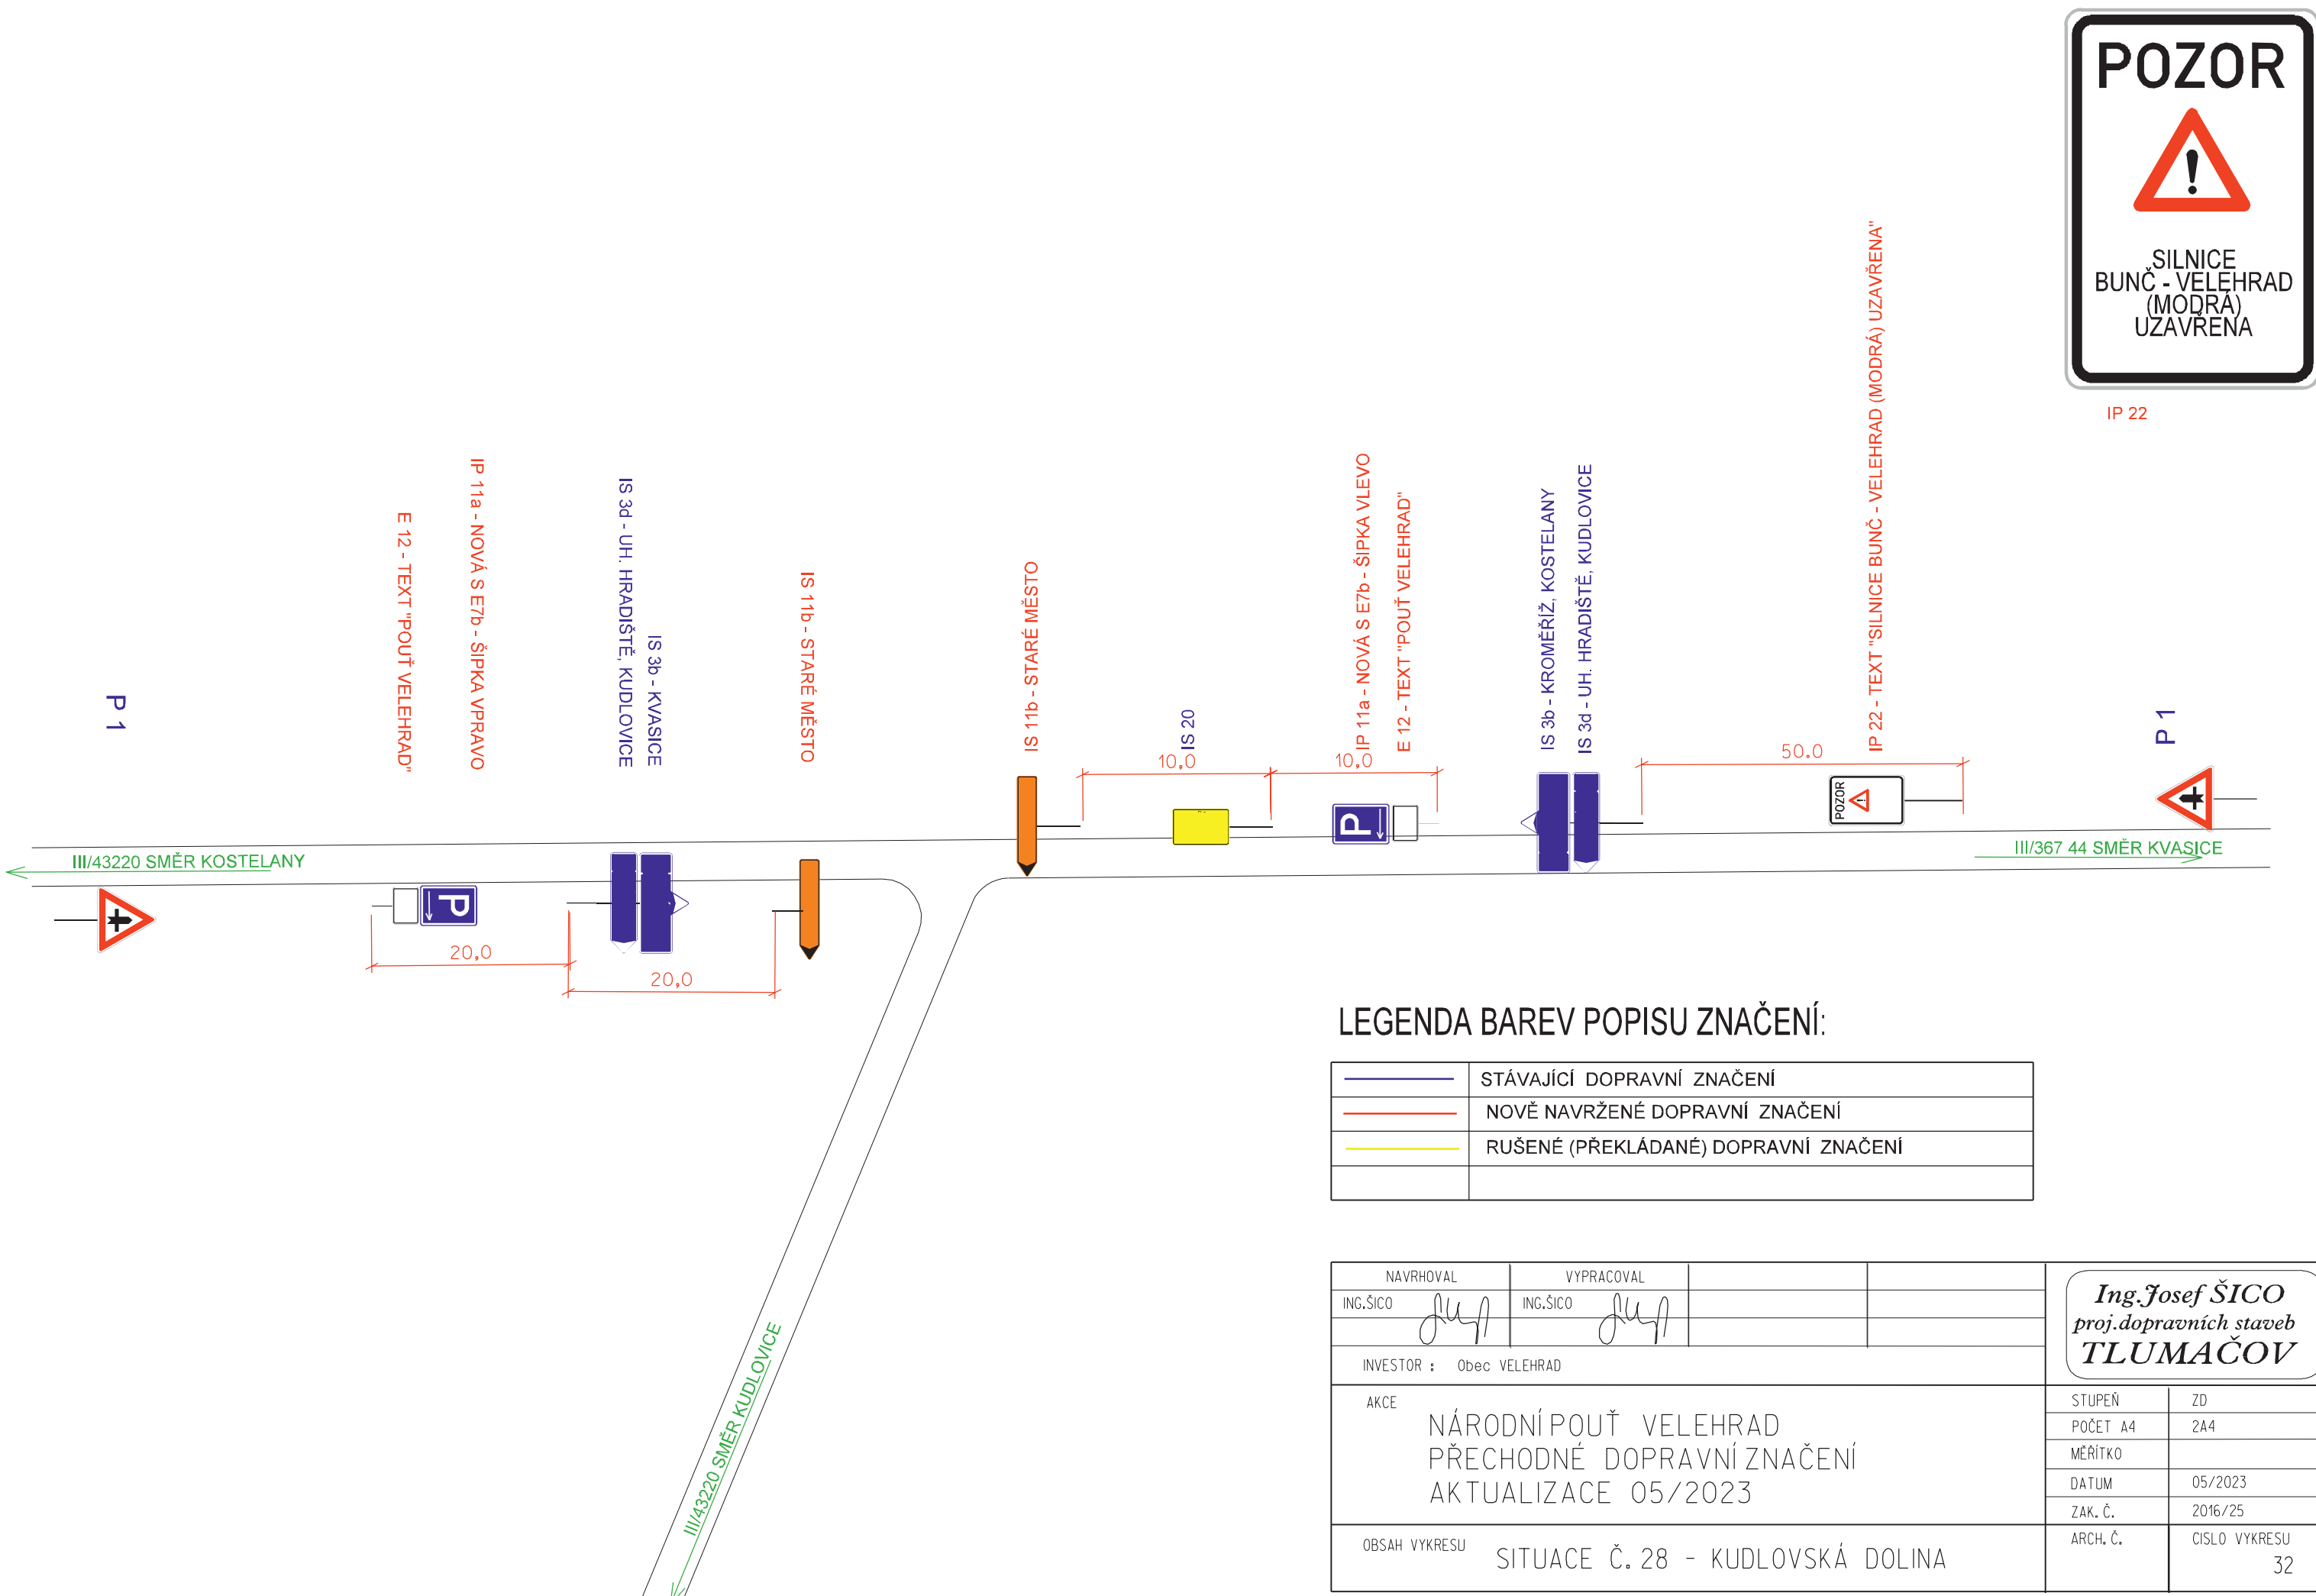 POZOR
SILNICE
BUNČ - VELEHRAD
(MODRÁ)
UZAVŘENA
IP 22
P 1
E 12 - TEXT "POUŤ VELEHRAD"
IP 11a - NOVÁ S E7b - ŠIPKA VPRAVO
IS 3d - UH. HRADIŠTĚ, KUDLOVICE
IS 3b - KVASICE
IS 11b - STARÉ MĚSTO
IS 11b - STARÉ MĚSTO
IS 20
IP 11a - NOVÁ S E7b - ŠIPKA VLEVO
E 12 - TEXT "POUŤ VELEHRAD"
IS 3b - KROMĚŘÍŽ, KOSTELANY
IS 3d - UH. HRADIŠTĚ, KUDLOVICE
IP 22 - TEXT "SILNICE BUNČ - VELEHRAD (MODRÁ) UZAVŘENA"
P 1
10,0
10,0
50.0
P
POZOR
III/43220 SMĚR KOSTELANY
III/367 44 SMĚR KVASICE
P
20,0
20,0
III/43220 SMĚR KUDLOVICE
LEGENDA BAREV POPISU ZNAČENÍ:
STÁVAJÍCÍ DOPRAVNÍ ZNAČENÍ
NOVĚ NAVRŽENÉ DOPRAVNÍ ZNAČENÍ
RUŠENÉ (PŘEKLÁDANÉ) DOPRAVNÍ ZNAČENÍ
NAVRHOVAL VYPRACOVAL
ING.ŠICO ING.ŠICO
INVESTOR : Obec VELEHRAD
Ing.Josef ŠICO
proj.dopravních staveb
TLUMAČOV
AKCE
NÁRODNÍ POUŤ VELEHRAD
PŘECHODNÉ DOPRAVNÍ ZNAČENÍ
AKTUALIZACE 05/2023
STUPEŇ ZD
POČET A4 2A4
MĚŘÍTKO
DATUM 05/2023
ZAK. Č. 2016/25
ARCH. Č. CISLO VYKRESU
32
OBSAH VYKRESU SITUACE Č. 28 - KUDLOVSKÁ DOLINA